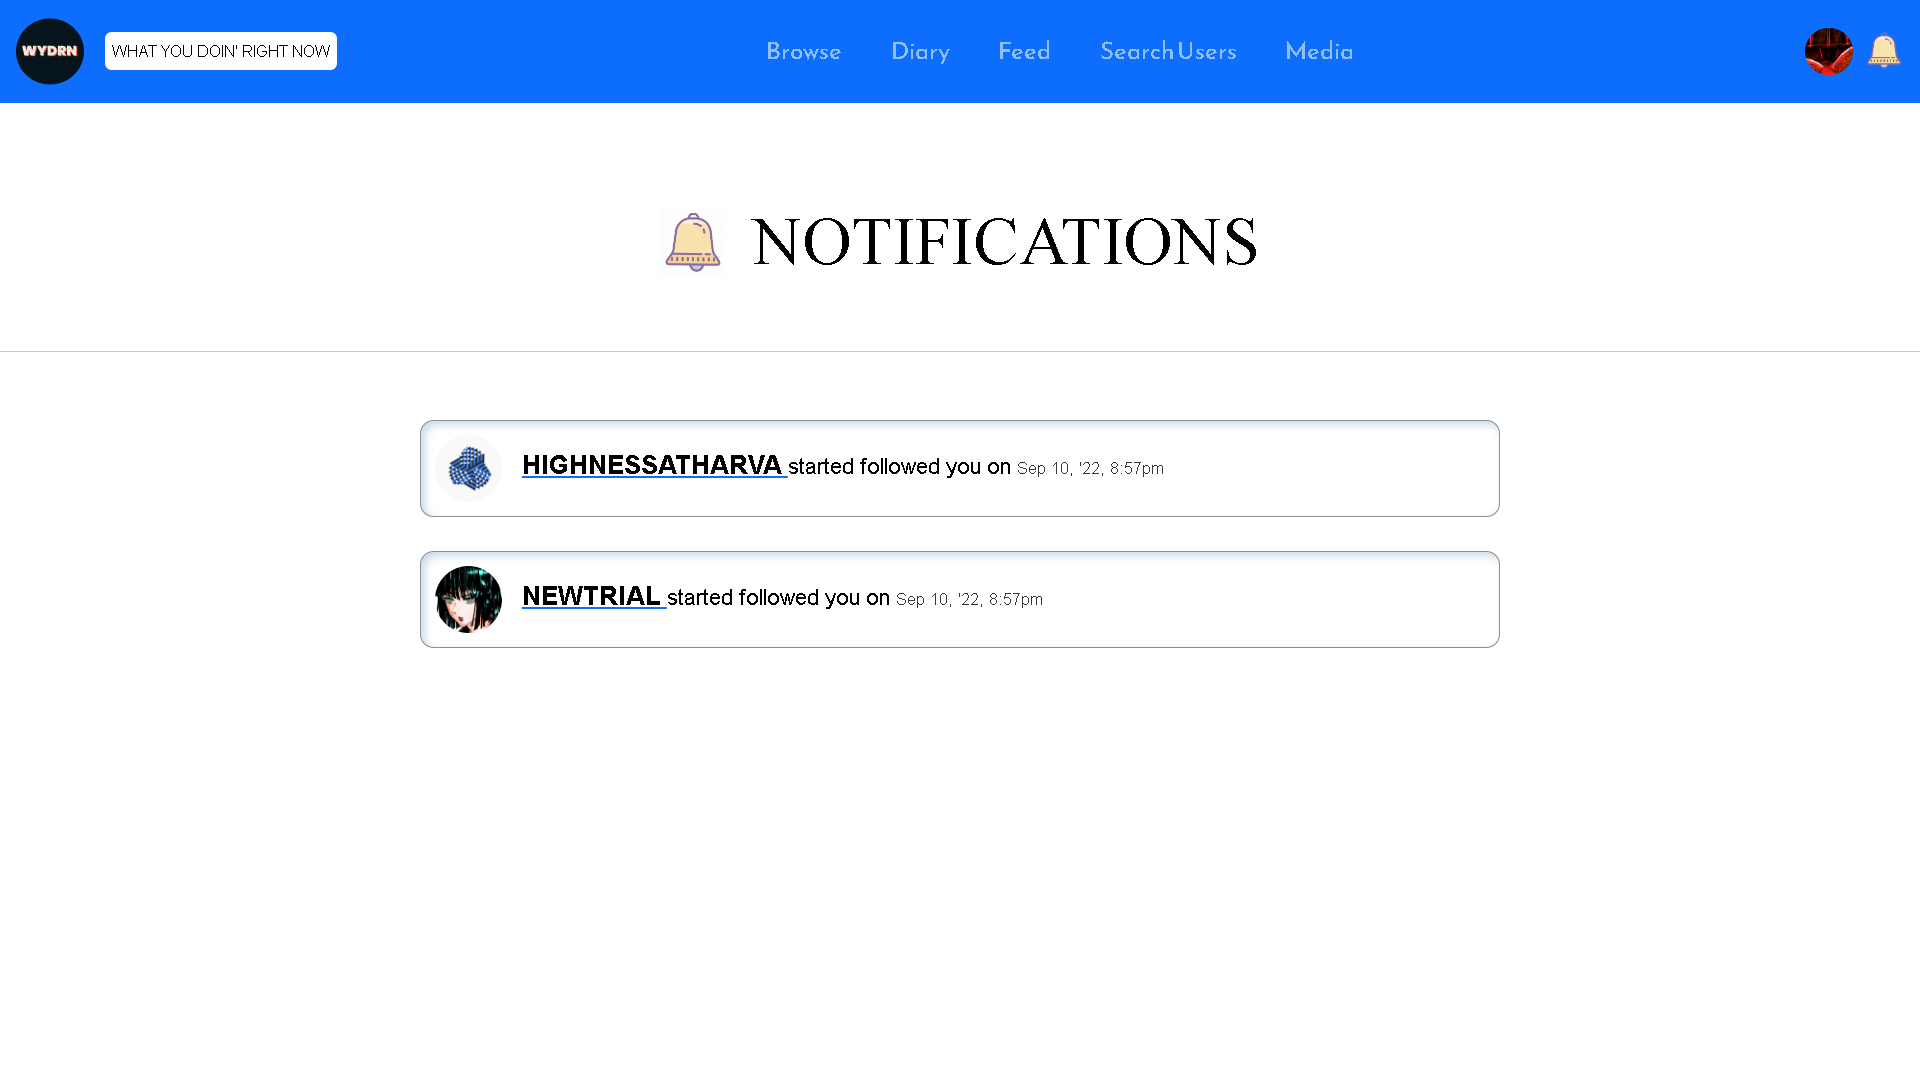 WYDRN
WHAT YOU DOIN' RIGHT NOW
Browse
Diary
Feed
Search Users
Media
NOTIFICATIONS
HIGHNESSATHARVA started followed you on Sep 10, '22, 8:57pm
NEWTRIAL started followed you on Sep 10, '22, 8:57pm